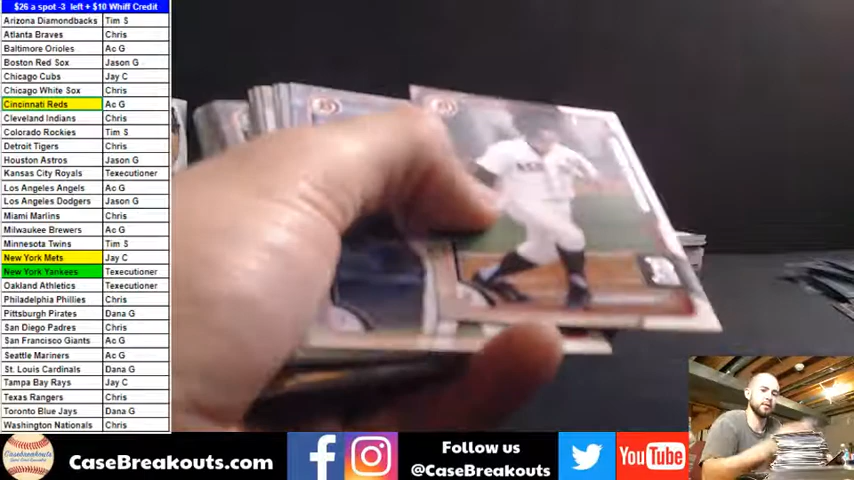 $26 a spot -3 left + $10 Whiff Credit
Arizona Diamondbacks Tim S
Atlanta Braves Chris
Baltimore Orioles Ac G
Boston Red Sox Jason G
Chicago Cubs Jay C
Chicago White Sox Chris
Cincinnati Reds Ac G
Cleveland Indians Chris
Colorado Rockies Tim S
Detroit Tigers Chris
Houston Astros Jason G
Kansas City Royals Texecutioner
Los Angeles Angels Ac G
Los Angeles Dodgers Jason G
Miami Marlins Chris
Milwaukee Brewers Ac G
Minnesota Twins Tim S
New York Mets Jay C
New York Yankees Texecutioner
Oakland Athletics Texecutioner
Philadelphia Phillies Chris
Pittsburgh Pirates Dana G
San Diego Padres Chris
San Francisco Giants Ac G
Seattle Mariners Ac G
St. Louis Cardinals Dana G
Tampa Bay Rays Jay C
Texas Rangers Chris
Toronto Blue Jays Dana G
Washington Nationals Chris
Casebreakouts
CaseBreakouts.com
Follow us
@CaseBreakouts
YouTube